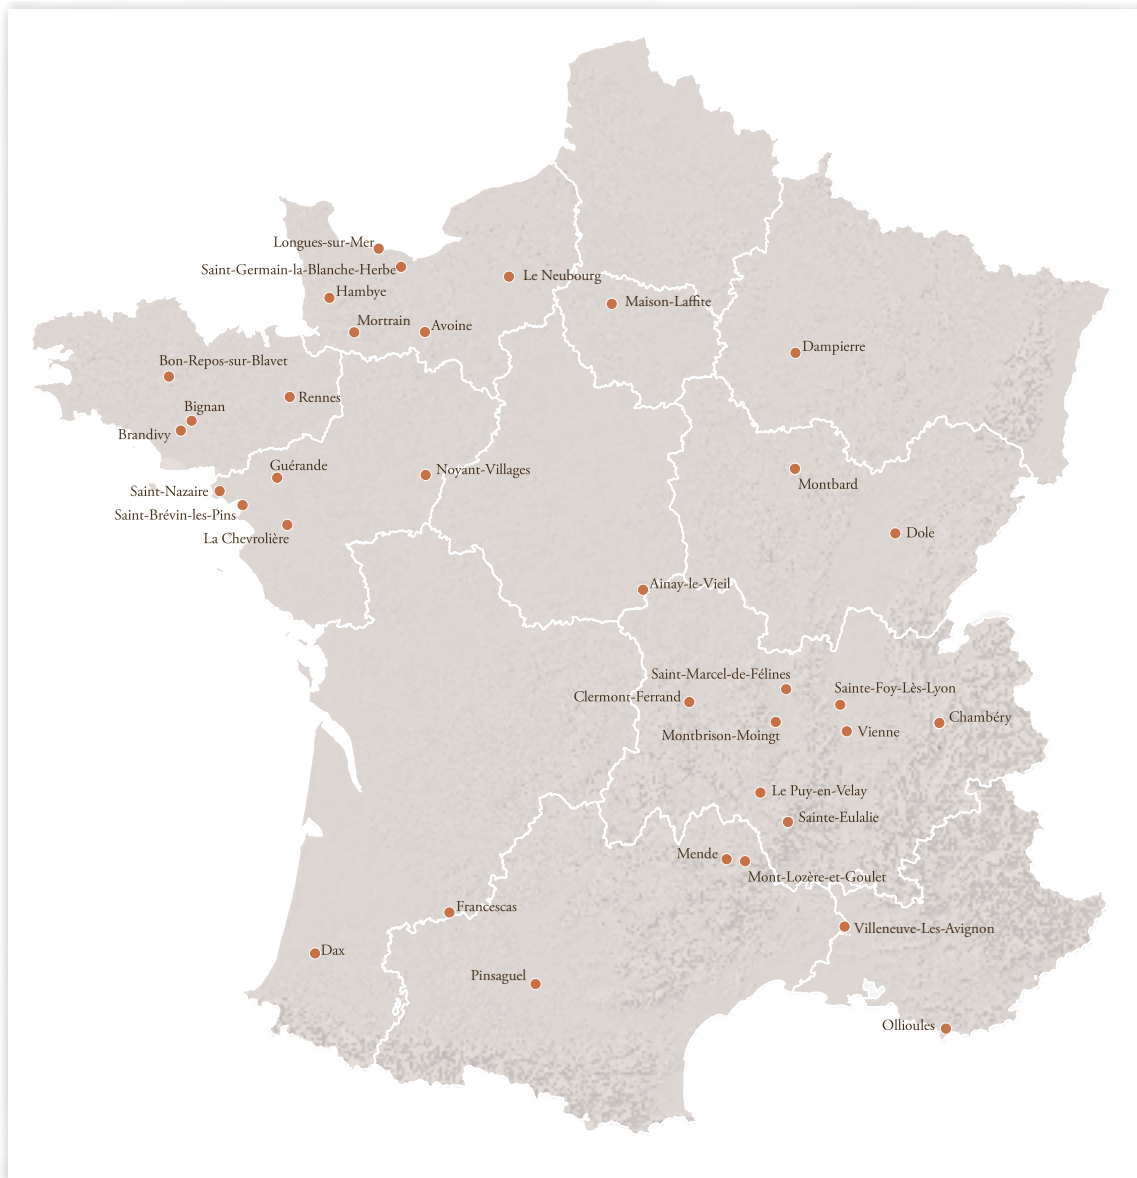 Longues-sur-Mer
Saint-Germain-la-Blanche-Herbe
Le Neubourg
Hambye
Maison-Laffite
Mortrain
Avoine
Dampierre
Bon-Repos-sur-Blavet
Rennes
Bignan
Brandivy
Guérande
Noyant-Villages
Montbard
Saint-Nazaire
Saint-Brévin-les-Pins
Dole
La Chevrolière
Ainay-le-Vieil
Saint-Marcel-de-Félines
Sainte-Foy-Lès-Lyon
Clermont-Ferrand
Chambéry
Vienne
Montbrison-Moingt
Le Puy-en-Velay
Sainte-Eulalie
Mende
Mont-Lozère-et-Goulet
Francescas
Villeneuve-Les-Avignon
Dax
Pinsaguel
Ollioules